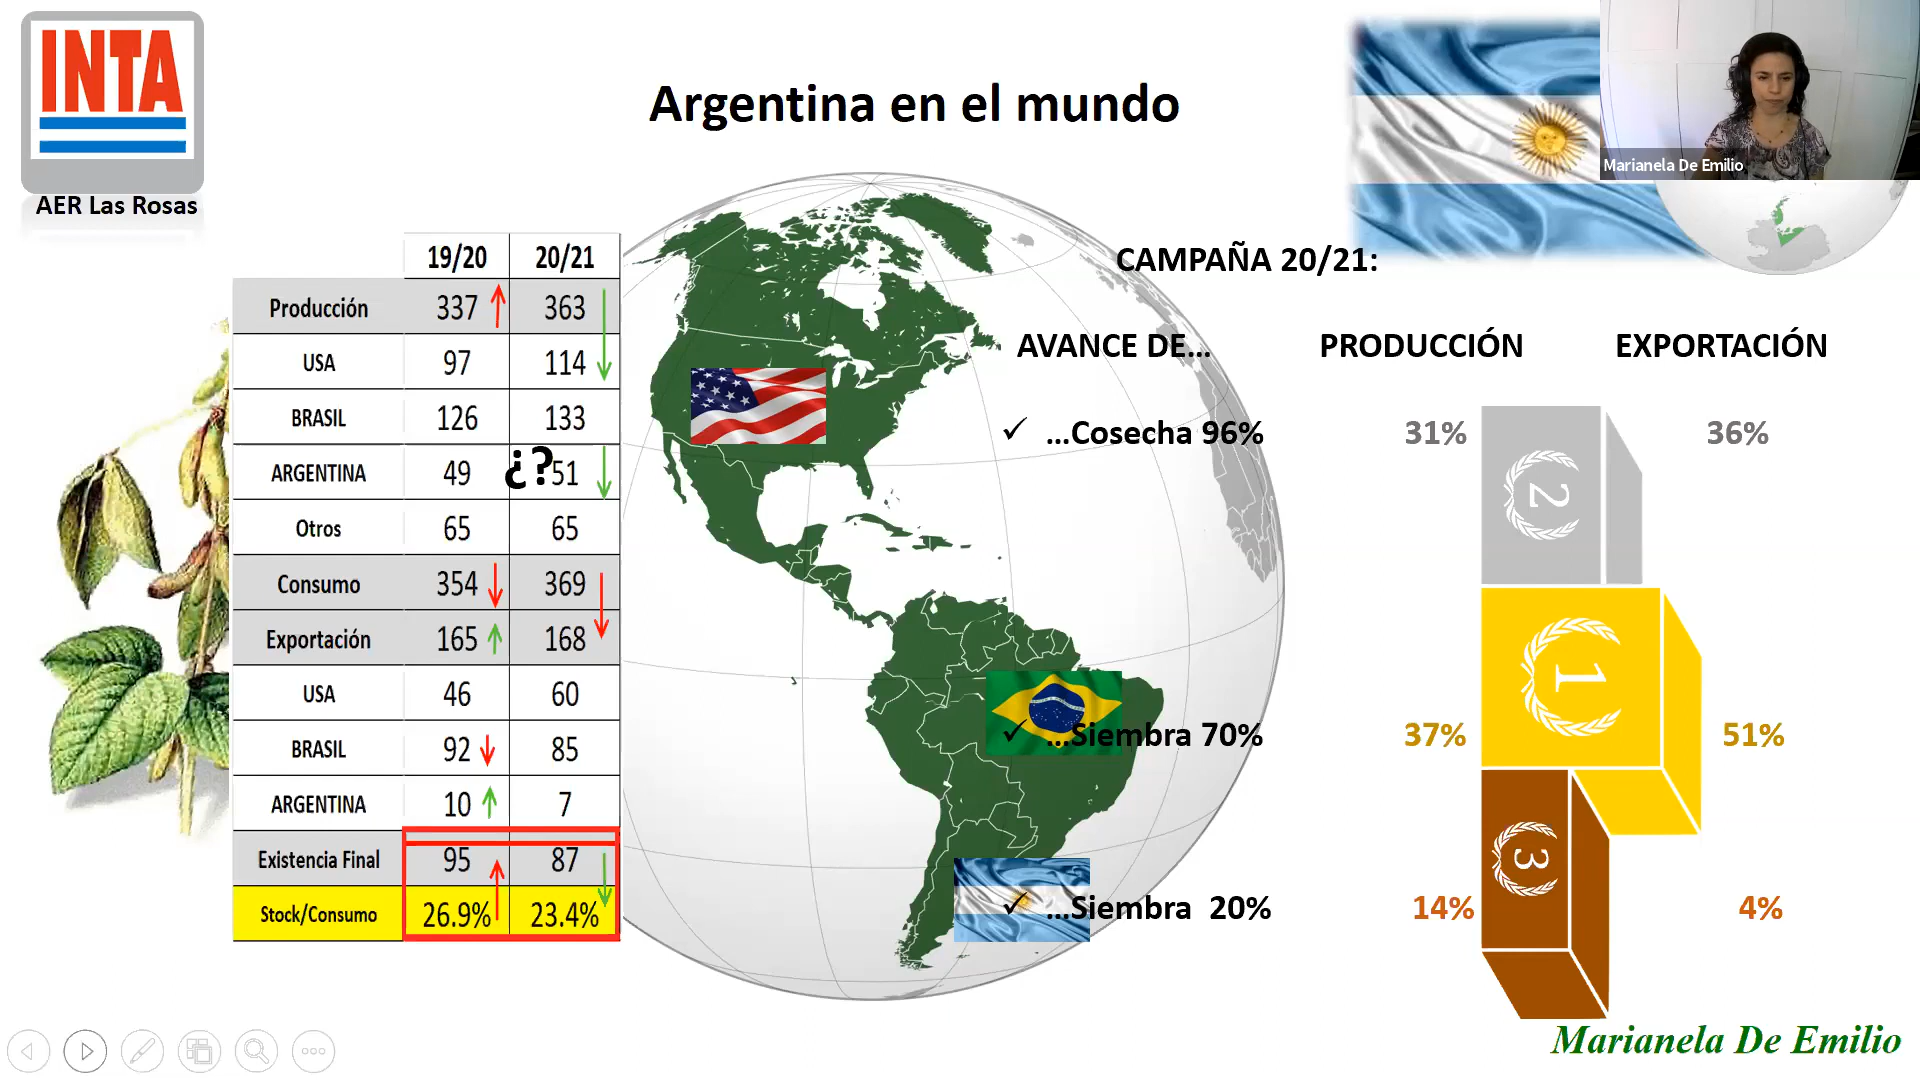 INTA
AER Las Rosas
Argentina en el mundo
Marianela De Emilio
19/20 20/21
Producción 337 363
USA 97 114
BRASIL 126 133
ARGENTINA 49 ¿? 51
Otros 65 65
Consumo 354 369
Exportación 165 168
USA 46 60
BRASIL 92 85
ARGENTINA 10 7
Existencia Final 95 87
Stock/Consumo 26.9% 23.4%
CAMPAÑA 20/21:
AVANCE DE... PRODUCCIÓN EXPORTACIÓN
✓ ...Cosecha 96% 31% 2 36%
✓ ...Siembra 70% 37% 1 51%
✓ ...Siembra 20% 14% 3 4%
Marianela De Emilio